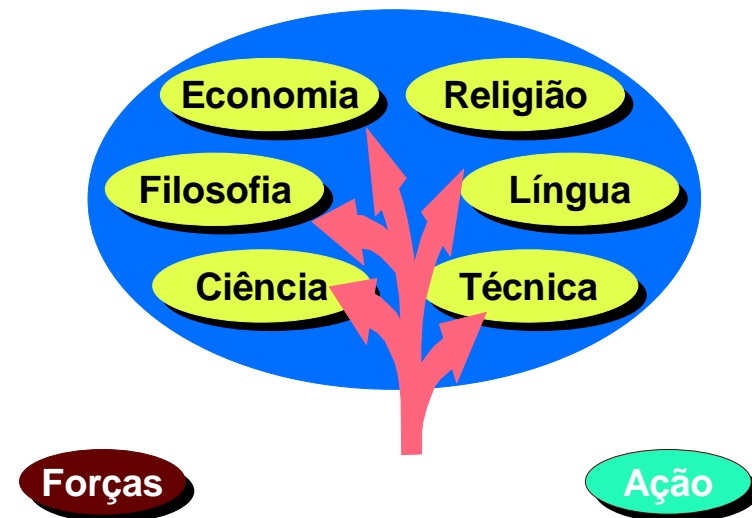 Economia
Religião
Filosofia
Língua
Ciência
Técnica
Forças
Ação